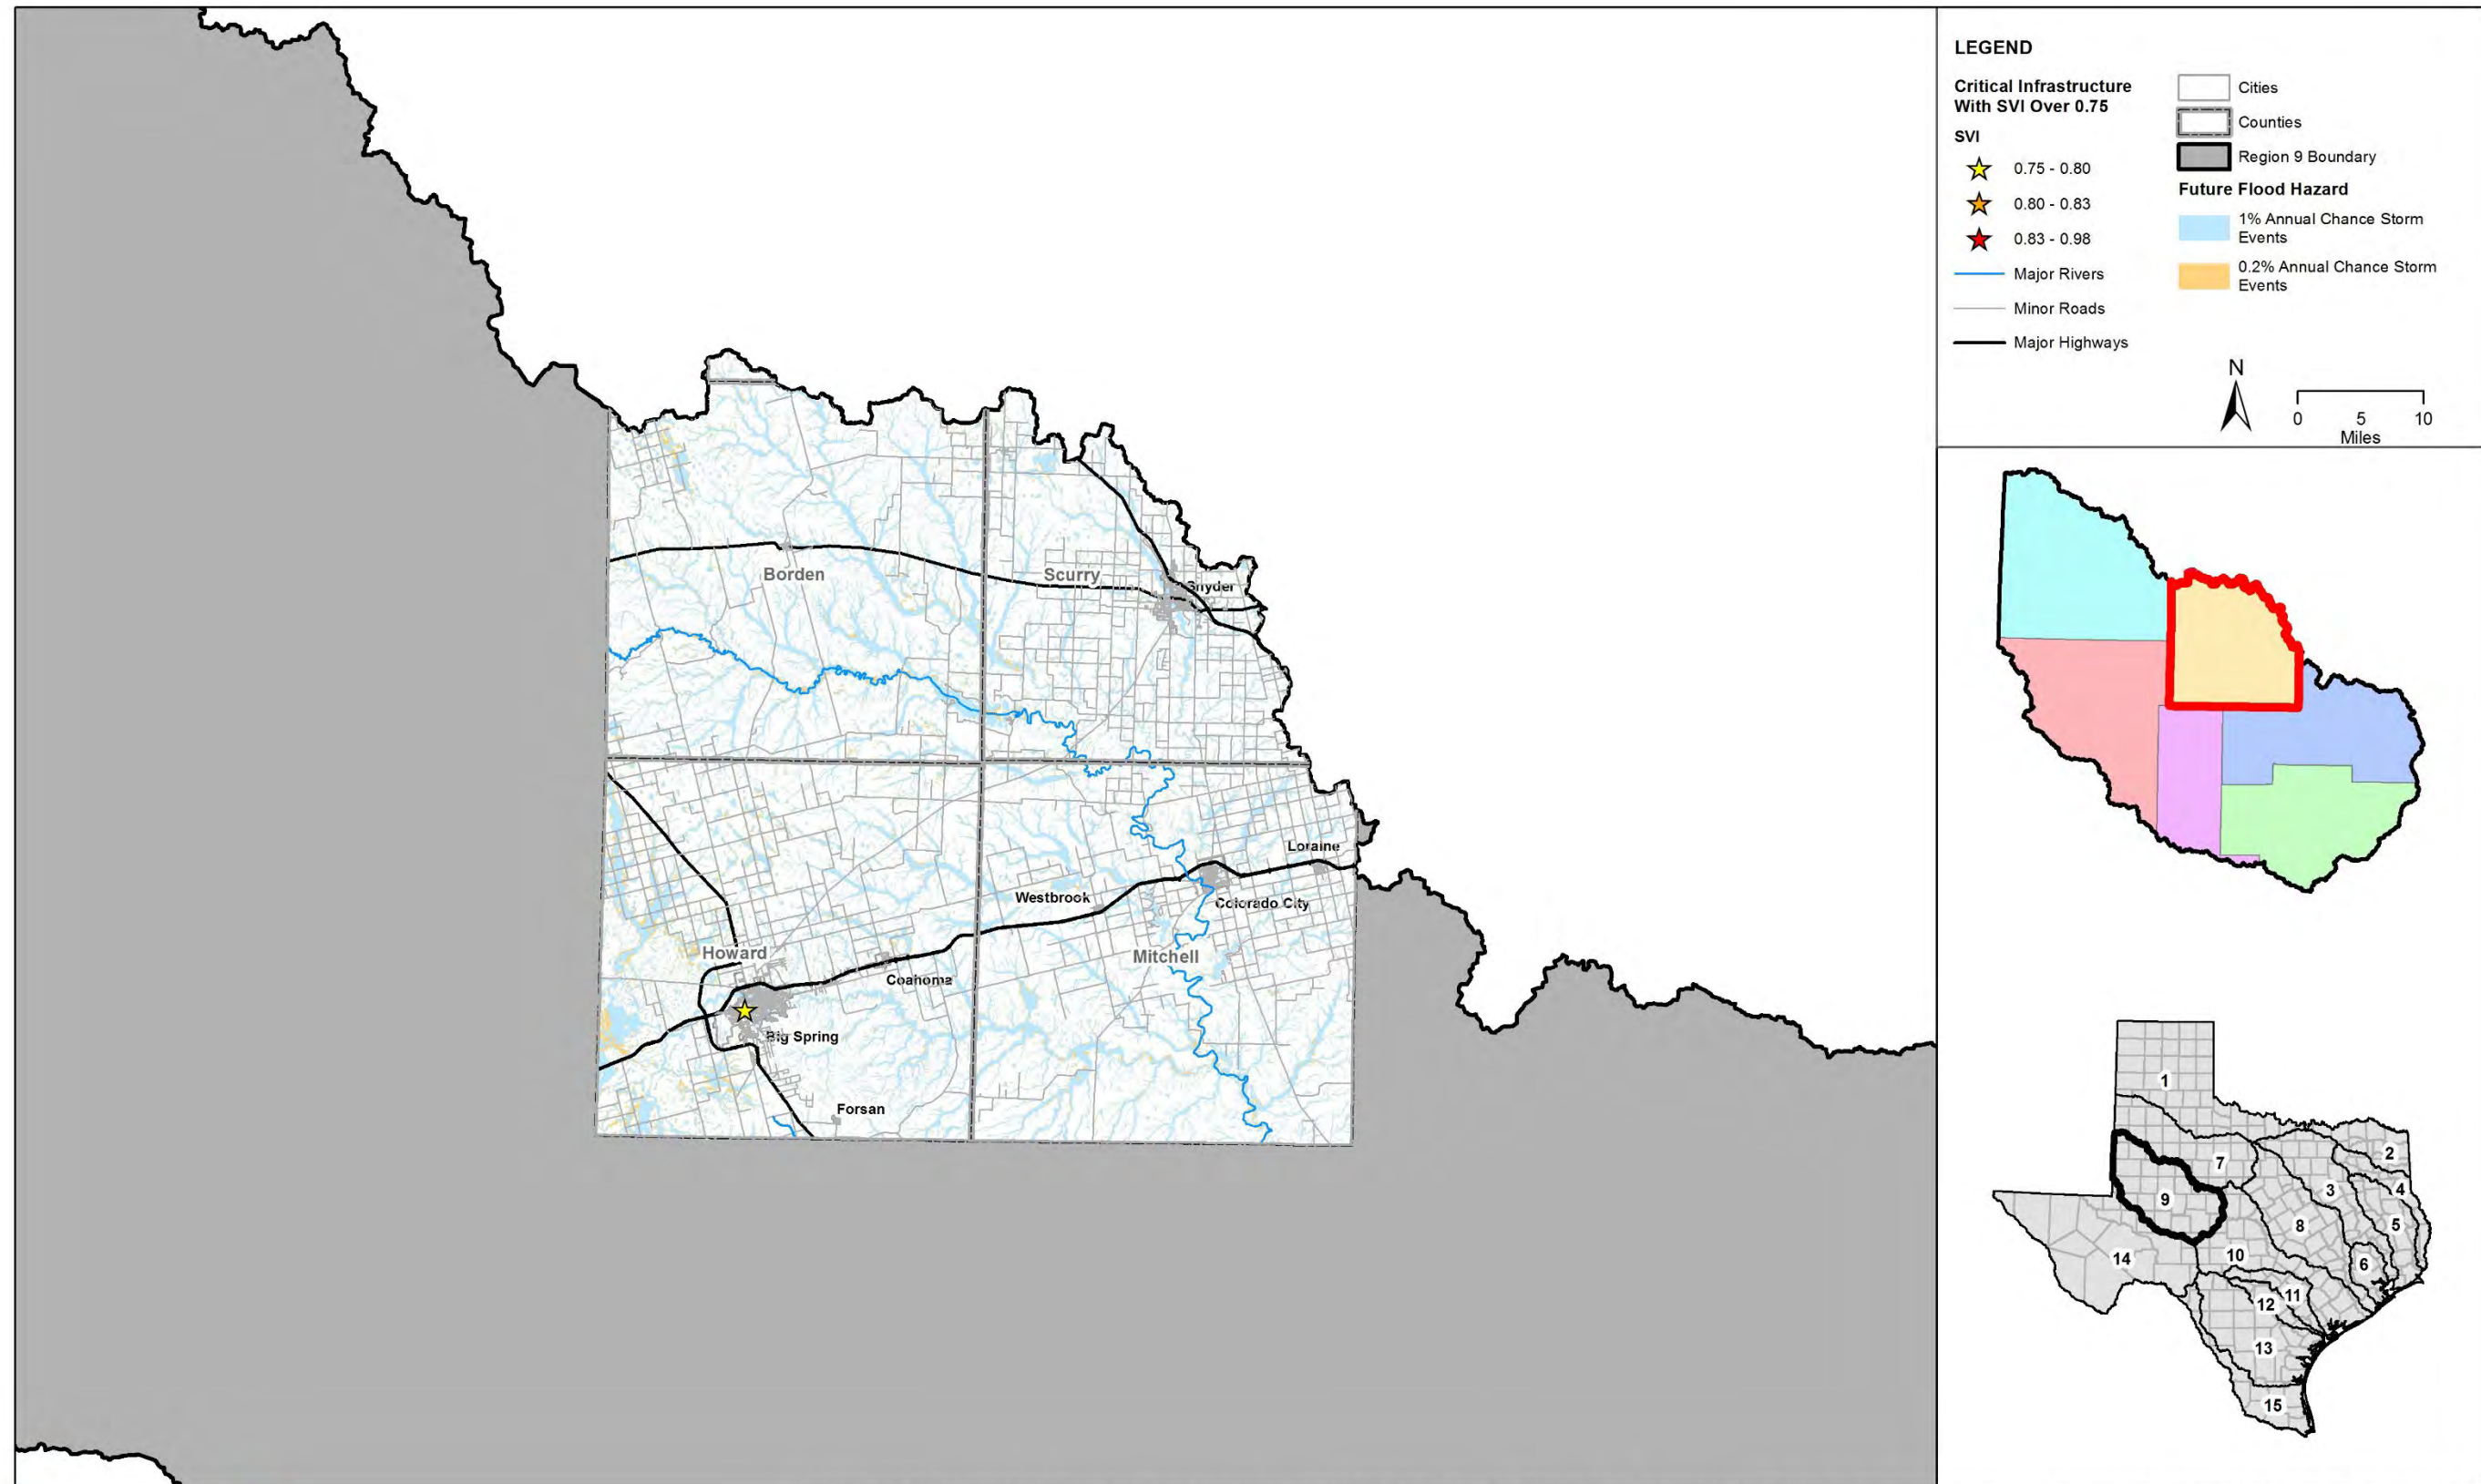 LEGEND
Critical Infrastructure
With SVI Over 0.75
SVI
0.75 - 0.80
0.80 - 0.83
0.83 - 0.98
Major Rivers
Minor Roads
Major Highways
Cities
Counties
Region 9 Boundary
Future Flood Hazard
1% Annual Chance Storm
Events
0.2% Annual Chance Storm
Events
N
0 5 10
Miles
Borden
Scurry
Snyder
Loraine
Westbrook
Colorado City
Howard
Mitchell
Coahoma
Big Spring
Forsan
1
2
7
3
4
9
8
5
14
10
6
11
12
13
15